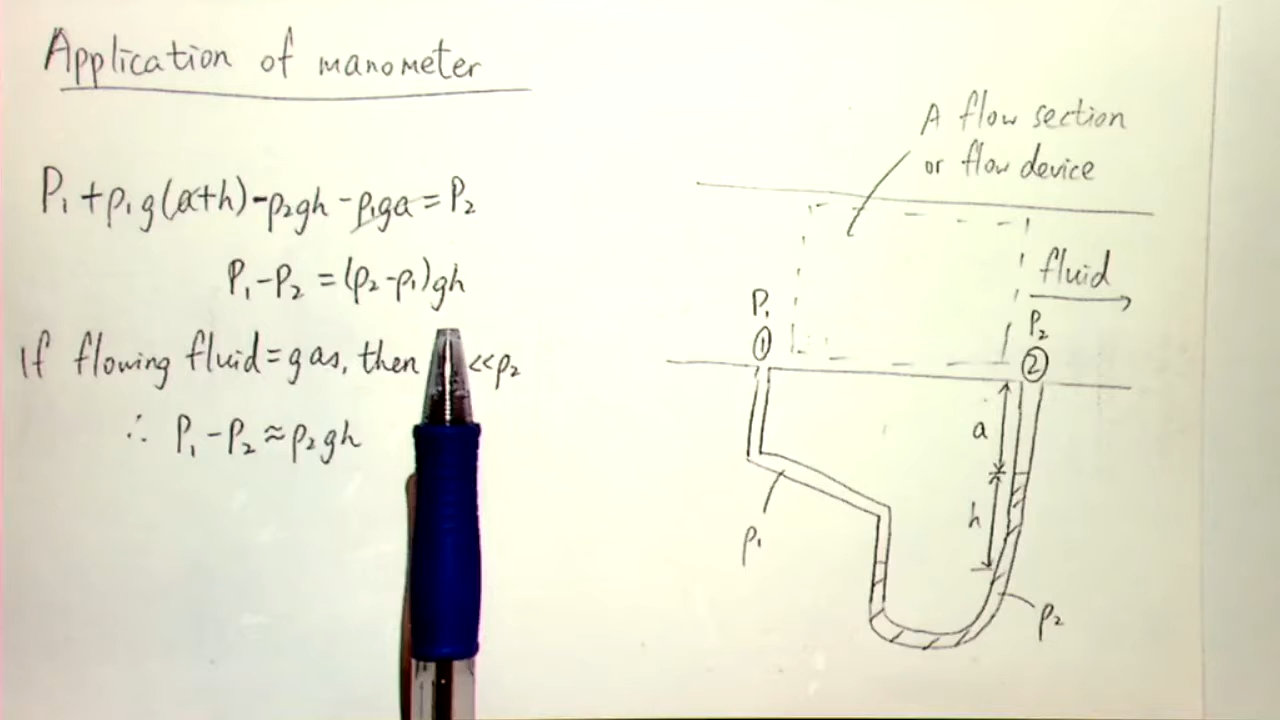 Application of manometer
P₁ + ρ₁g(a+h) - ρ₂gh - ρ₁ga = P₂
P₁ - P₂ = (ρ₂ - ρ₁)gh
If flowing fluid = gas, then << ρ₂
∴ P₁ - P₂ ≈ ρ₂gh
A flow section
or flow device
fluid
P₁
①
P₂
②
a
h
ρ₁
ρ₂